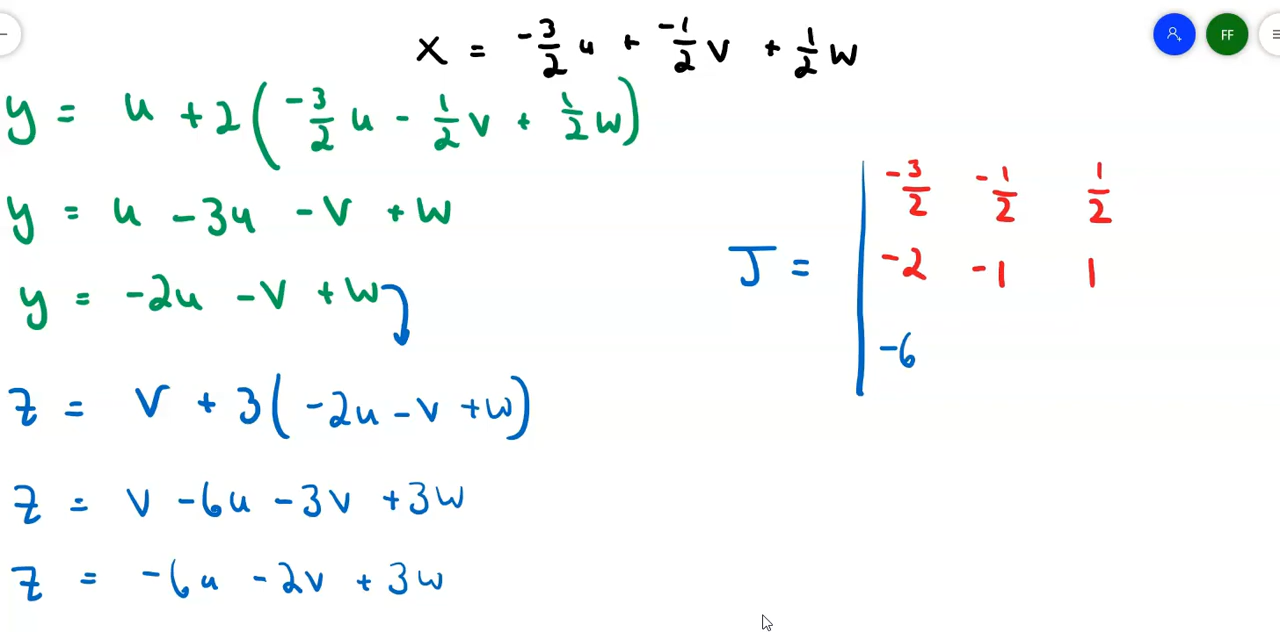 x = -3/2 u + -1/2 v + 1/2 w
FF
y = u + 2(-3/2 u - 1/2 v + 1/2 w)
y = u - 3u - v + w
y = -2u - v + w
z = v + 3(-2u - v + w)
z = v - 6u - 3v + 3w
z = -6u - 2v + 3w
J =
-3/2 -1/2 1/2
-2 -1 1
-6